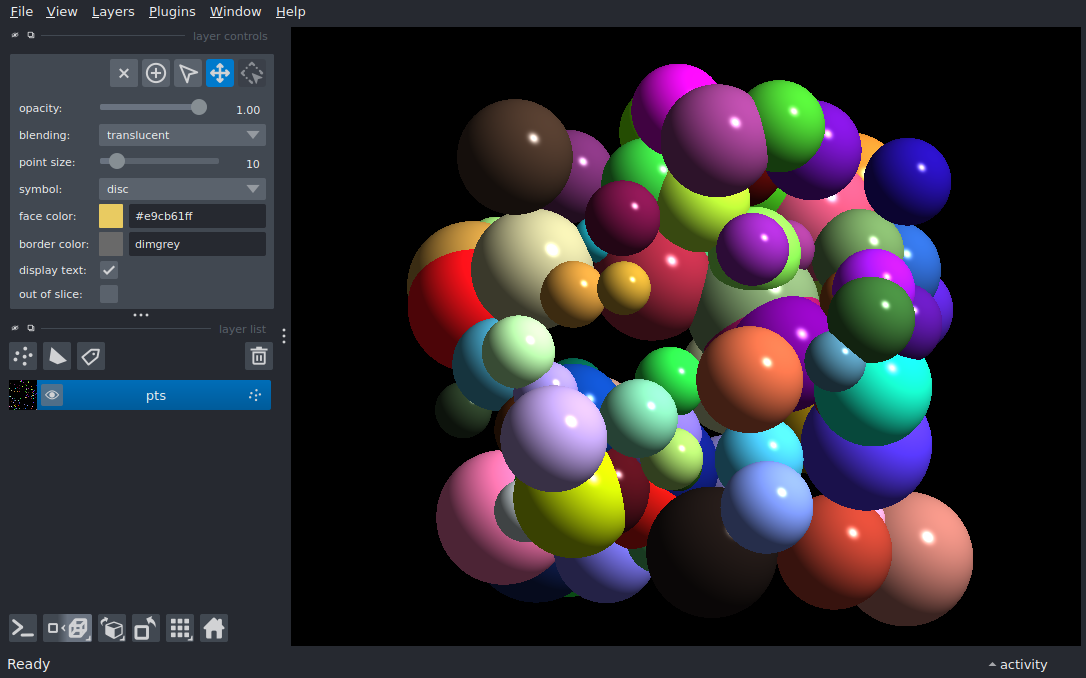 File View Layers Plugins Window Help
layer controls
opacity: 1.00
blending: translucent
point size: 10
symbol: disc
face color: #e9cb61ff
border color: dimgrey
display text:
out of slice:
layer list
pts
Ready
activity